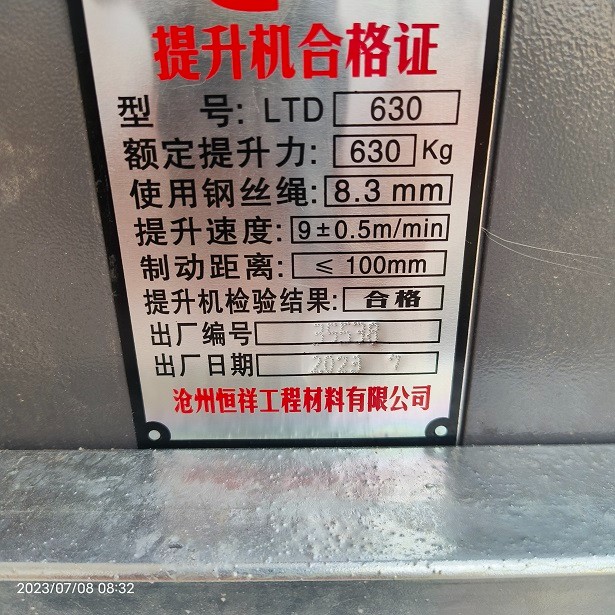 提升机合格证
型 号: LTD 630
额定提升力: 630 Kg
使用钢丝绳: 8.3 mm
提升速度: 9±0.5m/min
制动距离: ≤ 100mm
提升机检验结果: 合格
出厂编号
出厂日期 2023 7
沧州恒祥工程材料有限公司
2023/07/08 08:32